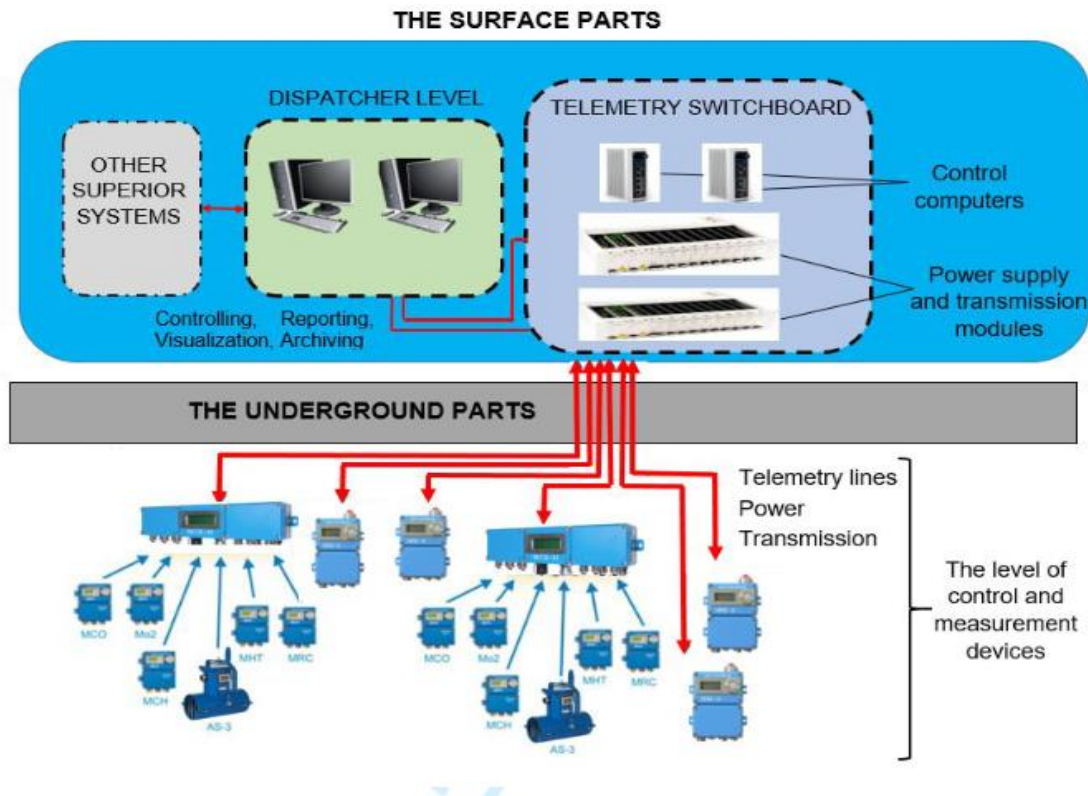 THE SURFACE PARTS
DISPATCHER LEVEL
TELEMETRY SWITCHBOARD
OTHER
SUPERIOR
SYSTEMS
Control
computers
Power supply
and transmission
modules
Controlling, Reporting,
Visualization, Archiving
THE UNDERGROUND PARTS
Telemetry lines
Power
Transmission
The level of
control and
measurement
devices
MCO
Mo2
MCH
AS-3
MHT
MRC
MCO
Mo2
MCH
AS-3
MHT
MRC